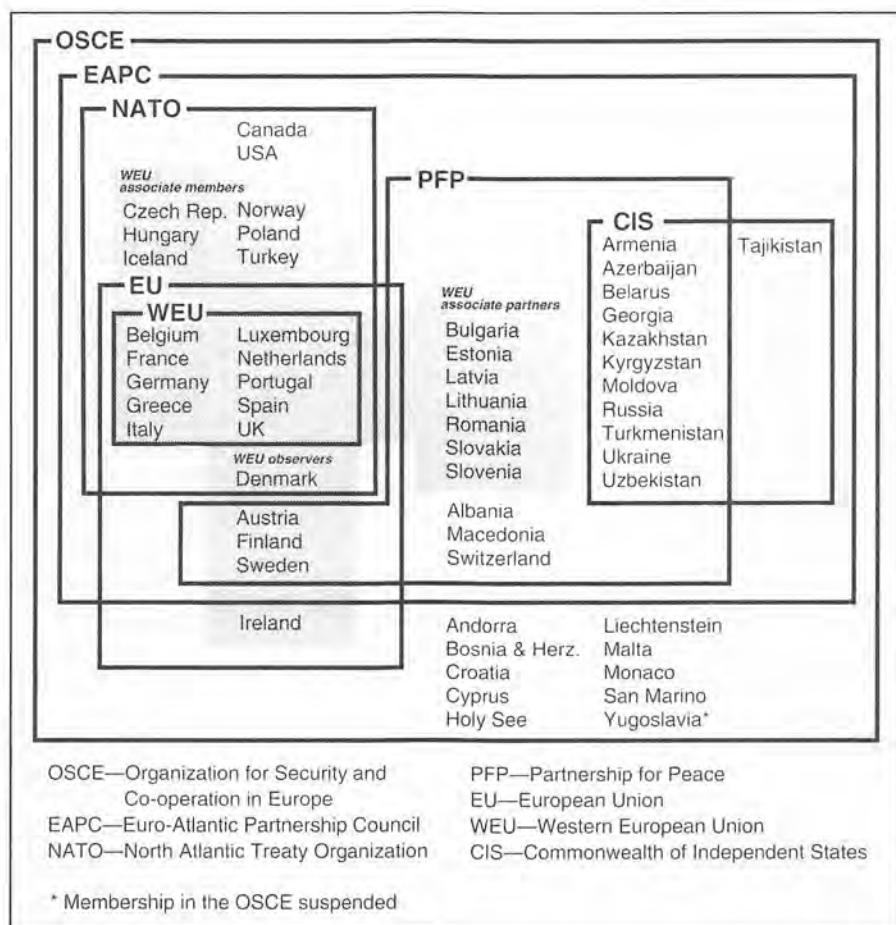 OSCE
EAPC
NATO
Canada
USA
WEU
associate members
Czech Rep. Norway
Hungary Poland
Iceland Turkey
EU
WEU
Belgium Luxembourg
France Netherlands
Germany Portugal
Greece Spain
Italy UK
WEU observers
Denmark
Austria
Finland
Sweden
Ireland
PFP
WEU
associate partners
Bulgaria
Estonia
Latvia
Lithuania
Romania
Slovakia
Slovenia
Albania
Macedonia
Switzerland
CIS
Armenia Tajikistan
Azerbaijan
Belarus
Georgia
Kazakhstan
Kyrgyzstan
Moldova
Russia
Turkmenistan
Ukraine
Uzbekistan
Andorra Liechtenstein
Bosnia & Herz. Malta
Croatia Monaco
Cyprus San Marino
Holy See Yugoslavia*
OSCE—Organization for Security and
Co-operation in Europe
EAPC—Euro-Atlantic Partnership Council
NATO—North Atlantic Treaty Organization
PFP—Partnership for Peace
EU—European Union
WEU—Western European Union
CIS—Commonwealth of Independent States
* Membership in the OSCE suspended